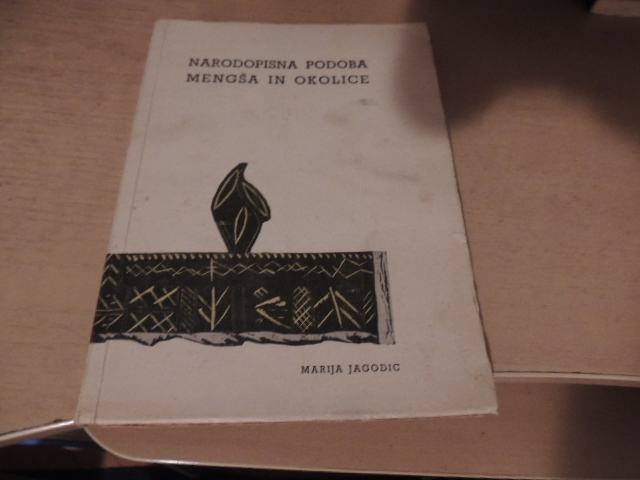 NARODOPISNA PODOBA
MENGŠA IN OKOLICE
MARIJA JAGODIC